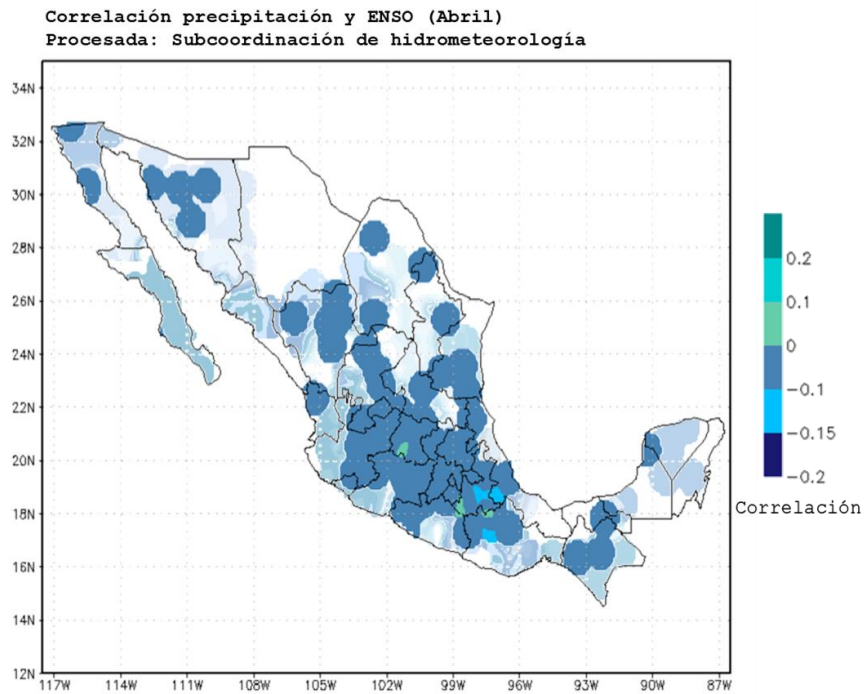 Correlación precipitación y ENSO (Abril)
Procesada: Subcoordinación de hidrometeorología
34N
32N
30N
28N
26N
24N
22N
20N
18N
16N
14N
12N
117W 114W 111W 108W 105W 102W 99W 96W 93W 90W 87W
0.2
0.1
0
-0.1
-0.15
-0.2
Correlación